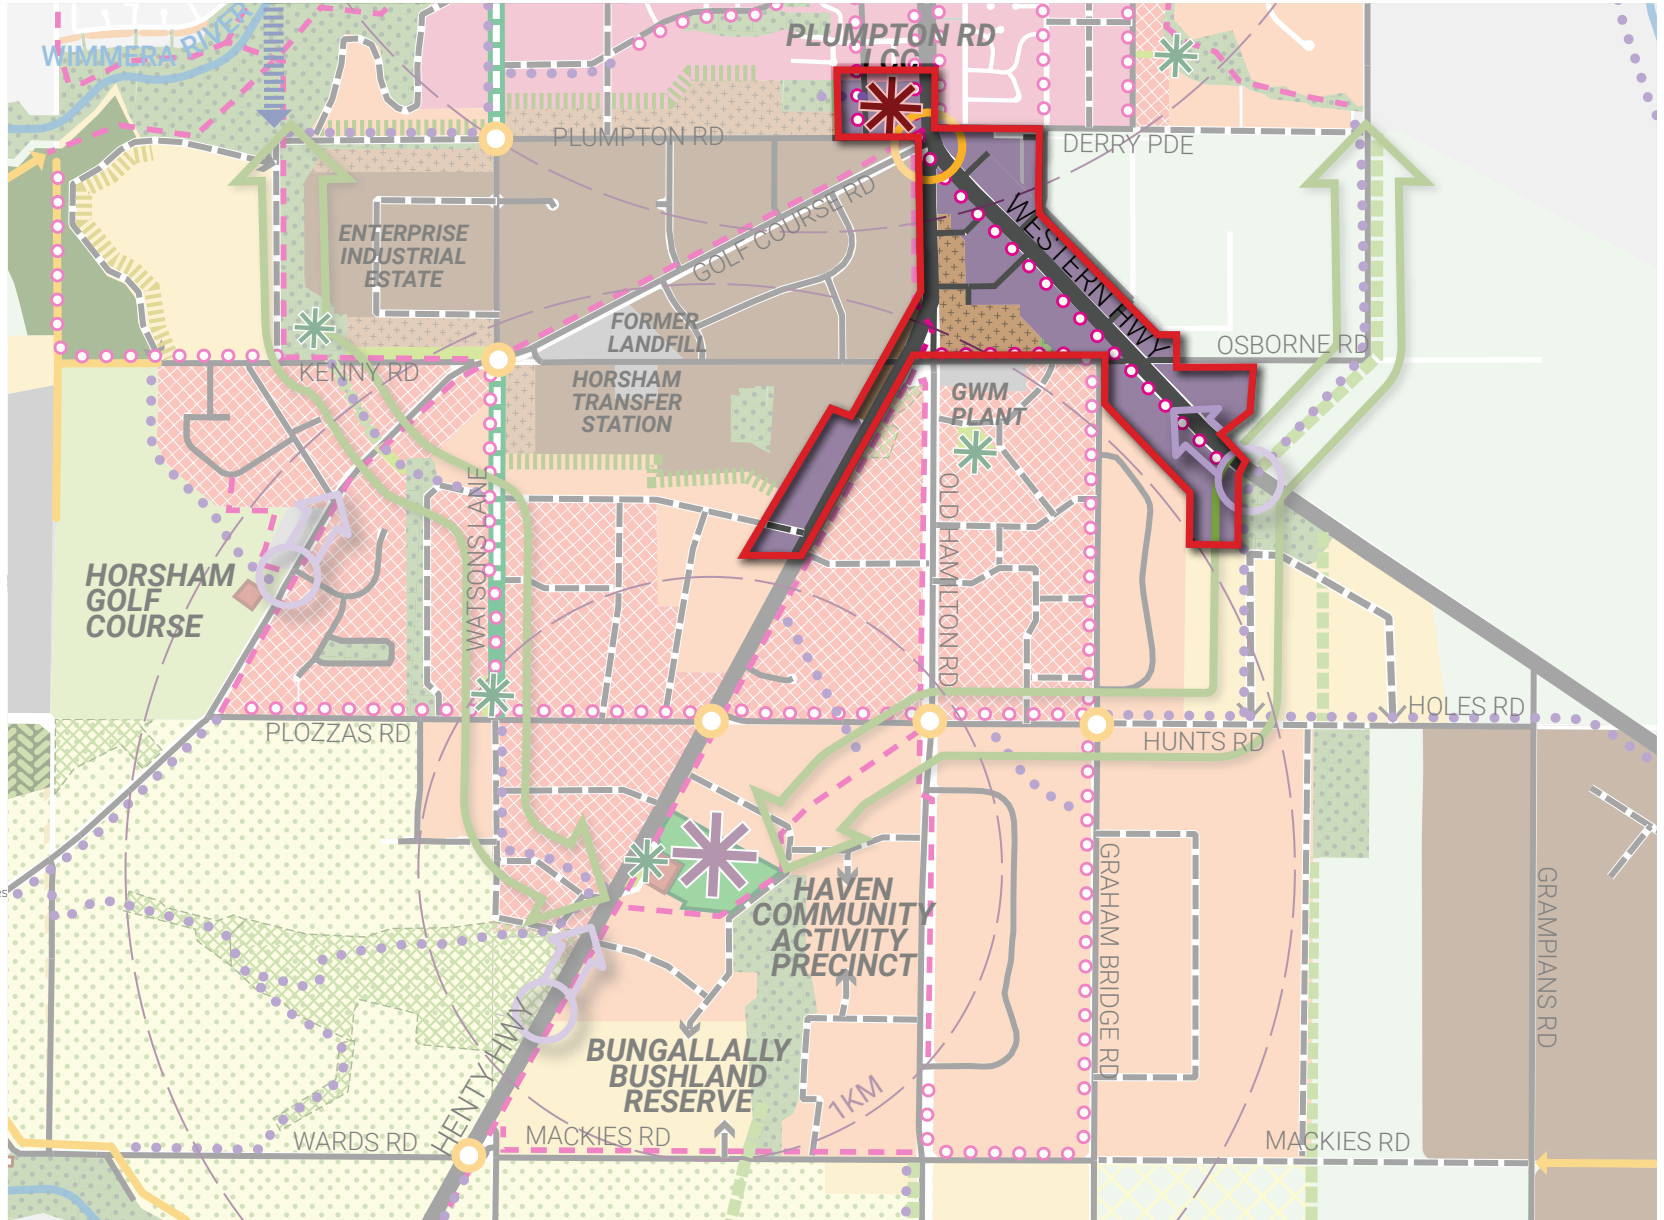 WIMMERA RIVER
PLUMPTON RD
LCC
PLUMPTON RD
DERRY PDE
GOLF COURSE RD
WESTERN HWY
ENTERPRISE
INDUSTRIAL
ESTATE
FORMER
LANDFILL
OSBORNE RD
KENNY RD
HORSHAM
TRANSFER
STATION
GWM
PLANT
WATSONS LANE
OLD HAMILTON RD
HORSHAM
GOLF
COURSE
PLOZZAS RD
HOLES RD
HUNTS RD
HAVEN
COMMUNITY
ACTIVITY
PRECINCT
GRAHAM BRIDGE RD
GRAMPIANS RD
HENTY HWY
BUNGALLALLY
BUSHLAND
RESERVE
1KM
WARDS RD
MACKIES RD
MACKIES RD